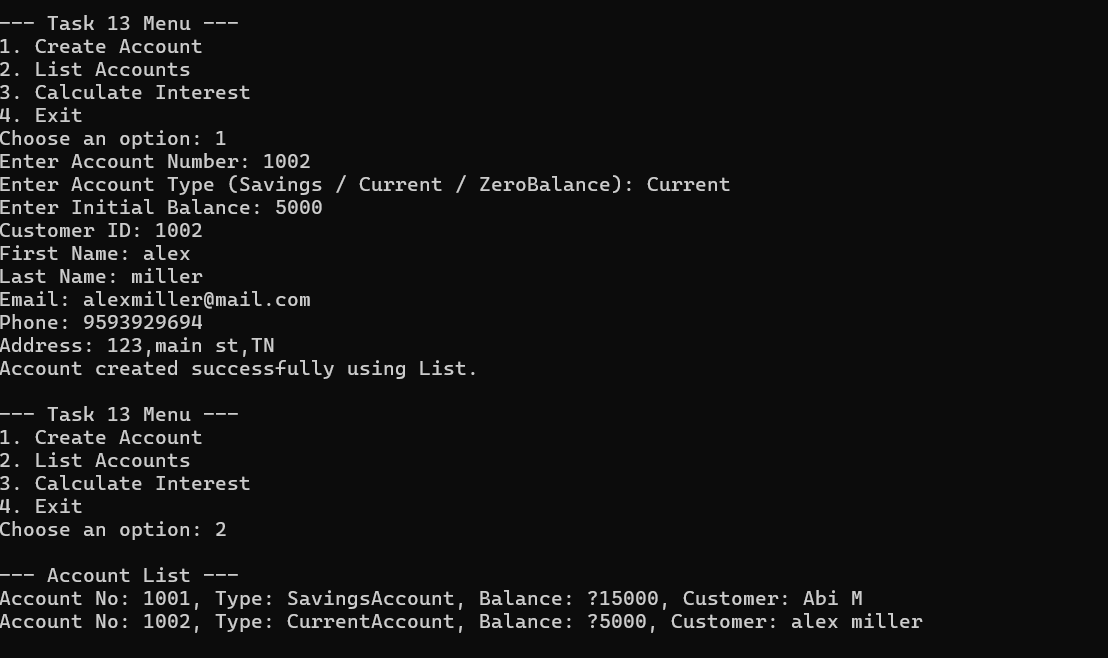 --- Task 13 Menu ---
1. Create Account
2. List Accounts
3. Calculate Interest
4. Exit
Choose an option: 1
Enter Account Number: 1002
Enter Account Type (Savings / Current / ZeroBalance): Current
Enter Initial Balance: 5000
Customer ID: 1002
First Name: alex
Last Name: miller
Email: alexmiller@mail.com
Phone: 9593929694
Address: 123,main st,TN
Account created successfully using List.
--- Task 13 Menu ---
1. Create Account
2. List Accounts
3. Calculate Interest
4. Exit
Choose an option: 2
--- Account List ---
Account No: 1001, Type: SavingsAccount, Balance: ?15000, Customer: Abi M
Account No: 1002, Type: CurrentAccount, Balance: ?5000, Customer: alex miller